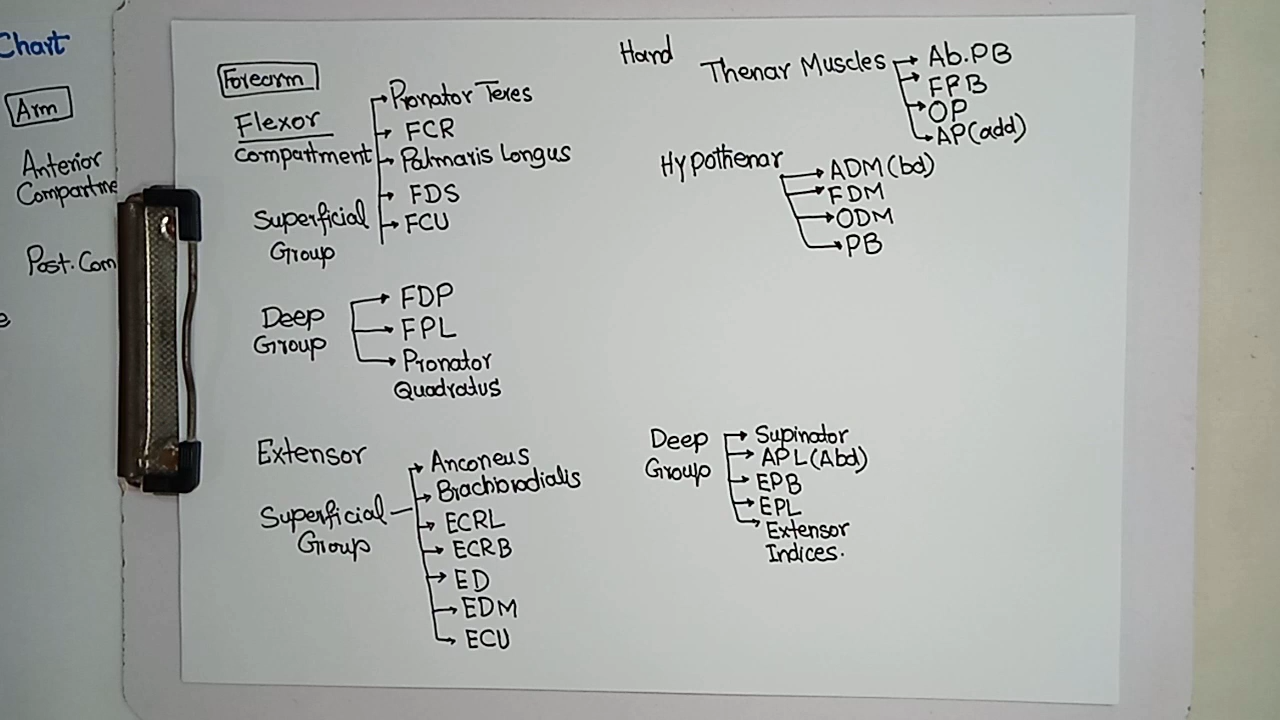 Chart
Arm
Anterior
Compartme
Post. Com
e
Forearm
Flexor
Compartment
Superficial
Group
Pronator Teres
FCR
Palmaris Longus
FDS
FCU
Deep
Group
FDP
FPL
Pronator
Quadratus
Extensor
Superficial
Group
Anconeus
Brachioradialis
ECRL
ECRB
ED
EDM
ECU
Hand
Thenar Muscles
Ab.PB
FPB
OP
AP(add)
Hypothenar
ADM(bd)
FDM
ODM
PB
Deep
Group
Supinator
APL(Abd)
EPB
EPL
Extensor
Indices.